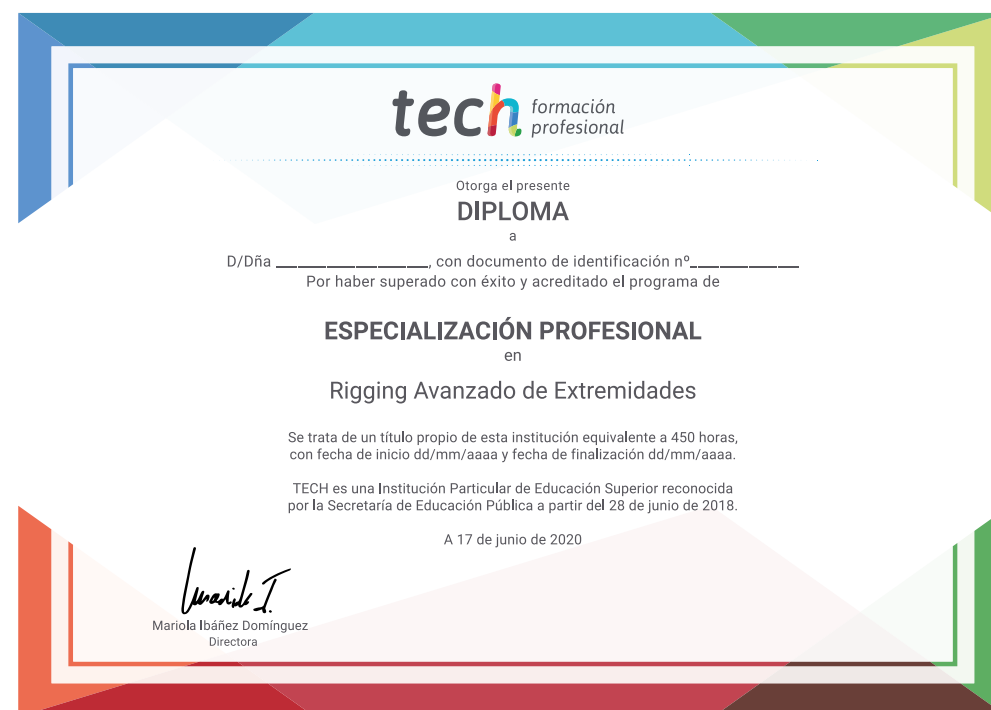 tech formación
profesional
Otorga el presente
DIPLOMA
a
D/Dña ____________________, con documento de identificación nº______________
Por haber superado con éxito y acreditado el programa de
ESPECIALIZACIÓN PROFESIONAL
en
Rigging Avanzado de Extremidades
Se trata de un título propio de esta institución equivalente a 450 horas,
con fecha de inicio dd/mm/aaaa y fecha de finalización dd/mm/aaaa.
TECH es una Institución Particular de Educación Superior reconocida
por la Secretaría de Educación Pública a partir del 28 de junio de 2018.
A 17 de junio de 2020
Mariola I.
Mariola Ibáñez Domínguez
Directora